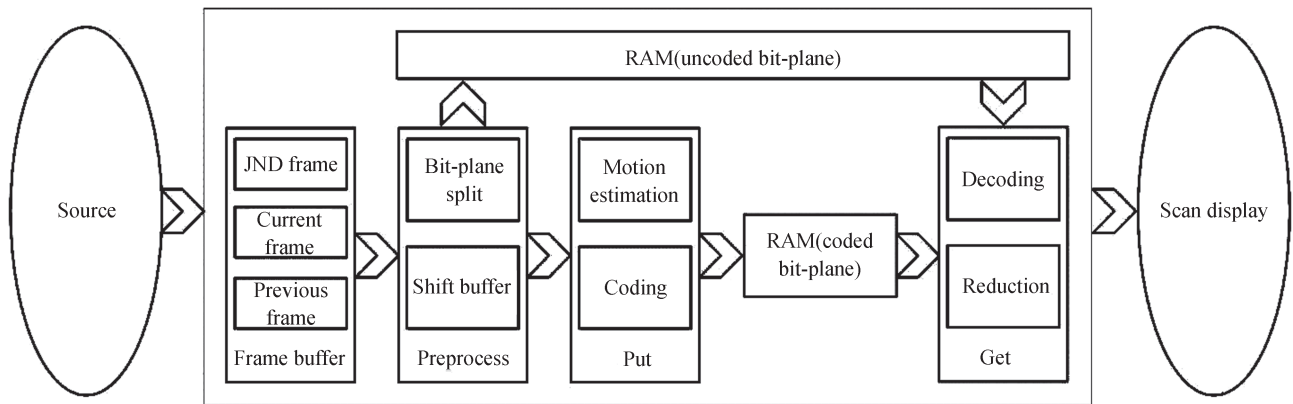 Source
JND frame
Current
frame
Previous
frame
Frame buffer
Bit-plane
split
Shift buffer
Preprocess
RAM(uncoded bit-plane)
Motion
estimation
Coding
Put
RAM(coded
bit-plane)
Decoding
Reduction
Get
Scan display